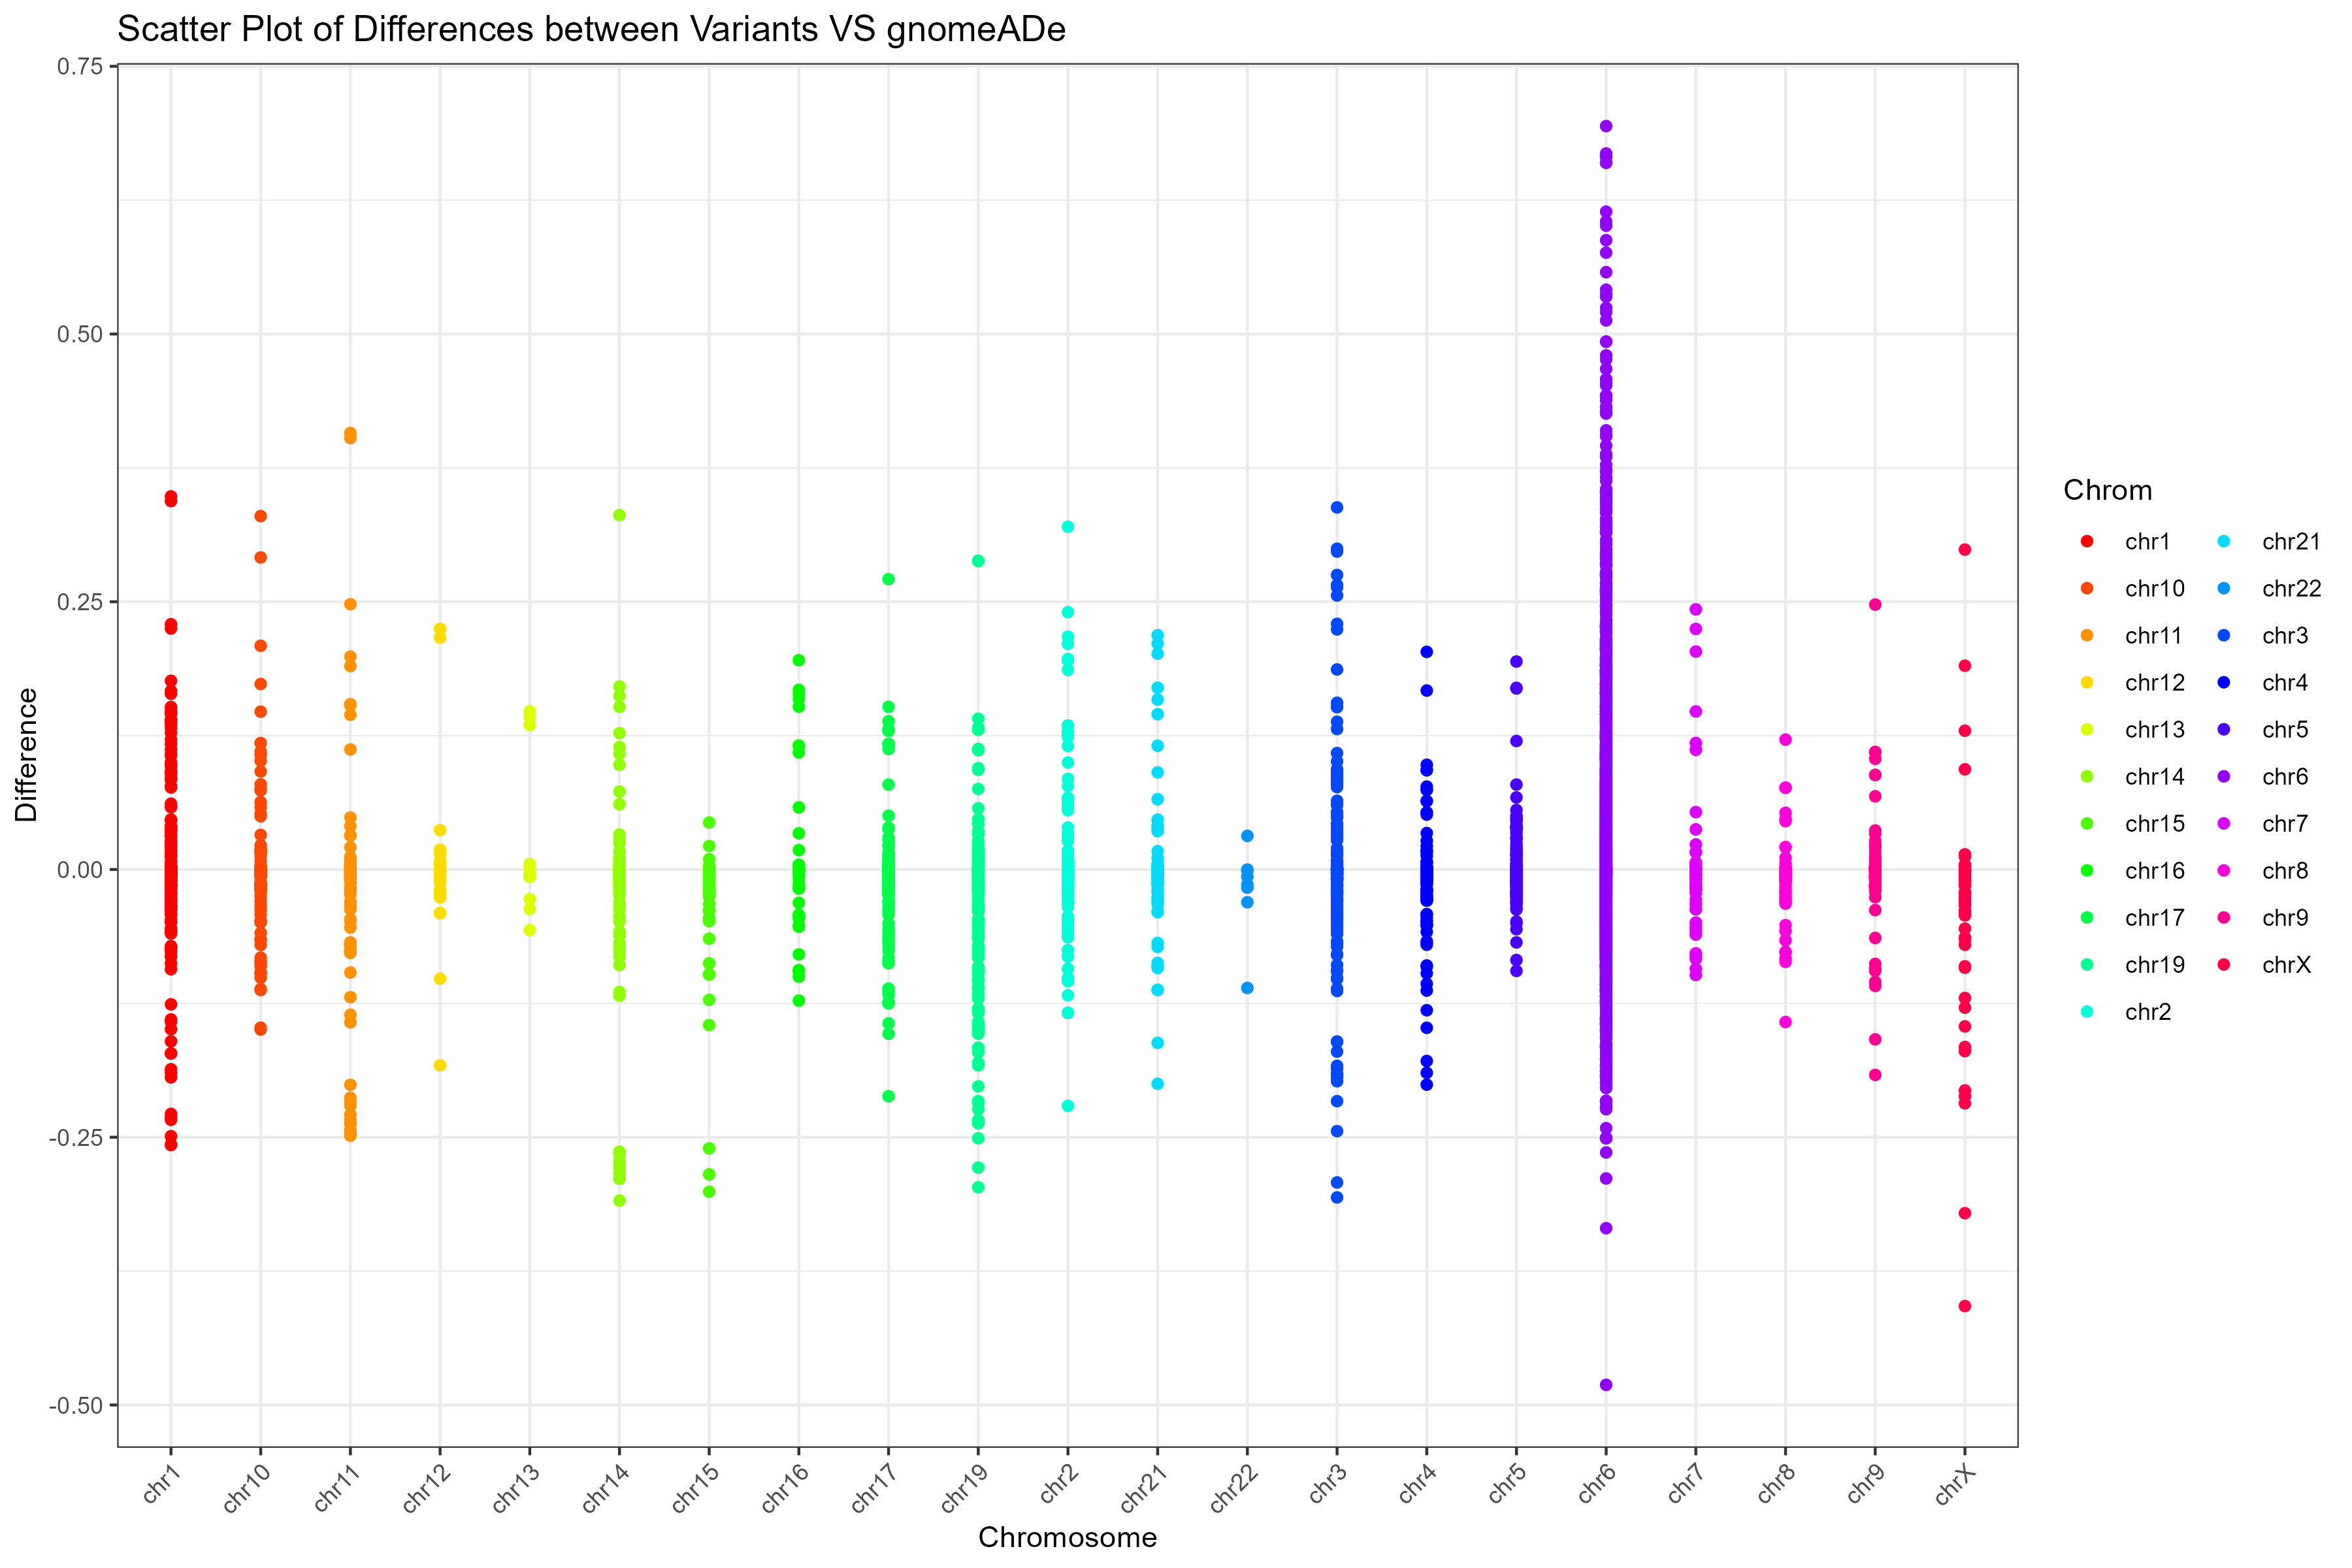 Scatter Plot of Differences between Variants VS gnomeADe
0.75
0.50
0.25
0.00
-0.25
-0.50
Difference
chr1
chr10
chr11
chr12
chr13
chr14
chr15
chr16
chr17
chr19
chr2
chr21
chr22
chr3
chr4
chr5
chr6
chr7
chr8
chr9
chrX
Chromosome
Chrom
chr1
chr10
chr11
chr12
chr13
chr14
chr15
chr16
chr17
chr19
chr2
chr21
chr22
chr3
chr4
chr5
chr6
chr7
chr8
chr9
chrX